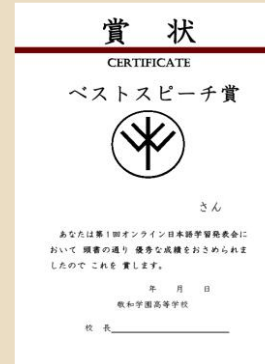 賞 状
CERTIFICATE
ベストスピーチ賞
さん
あなたは第1回オンライン日本語学習発表会に
おいて 頭書の通り 優秀な成績をおさめられま
したので これを 賞します。
年 月 日
敬和学園高等学校
校 長